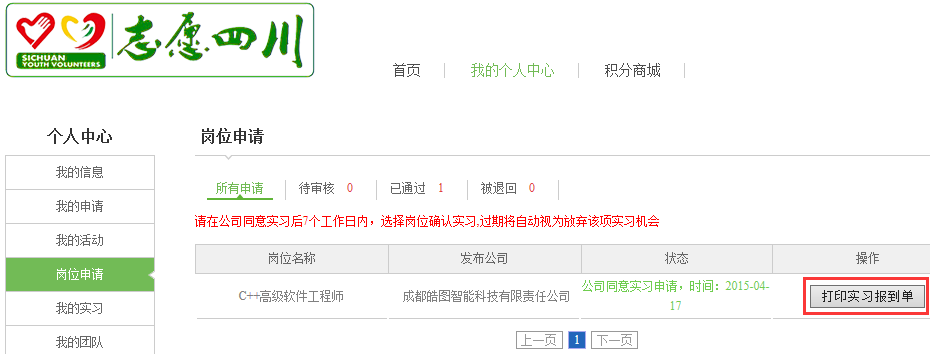 志愿四川
SICHUAN
YOUTH VOLUNTEERS
首页 我的个人中心 积分商城
个人中心
我的信息
我的申请
我的活动
岗位申请
我的实习
我的团队
岗位申请
所有申请 待审核 0 已通过 1 被退回 0
请在公司同意实习后7个工作日内，选择岗位确认实习,过期将自动视为放弃该项实习机会
岗位名称 发布公司 状态 操作
C++高级软件工程师 成都皓图智能科技有限责任公司 公司同意实习申请，时间：2015-04-
17 打印实习报到单
上一页 1 下一页